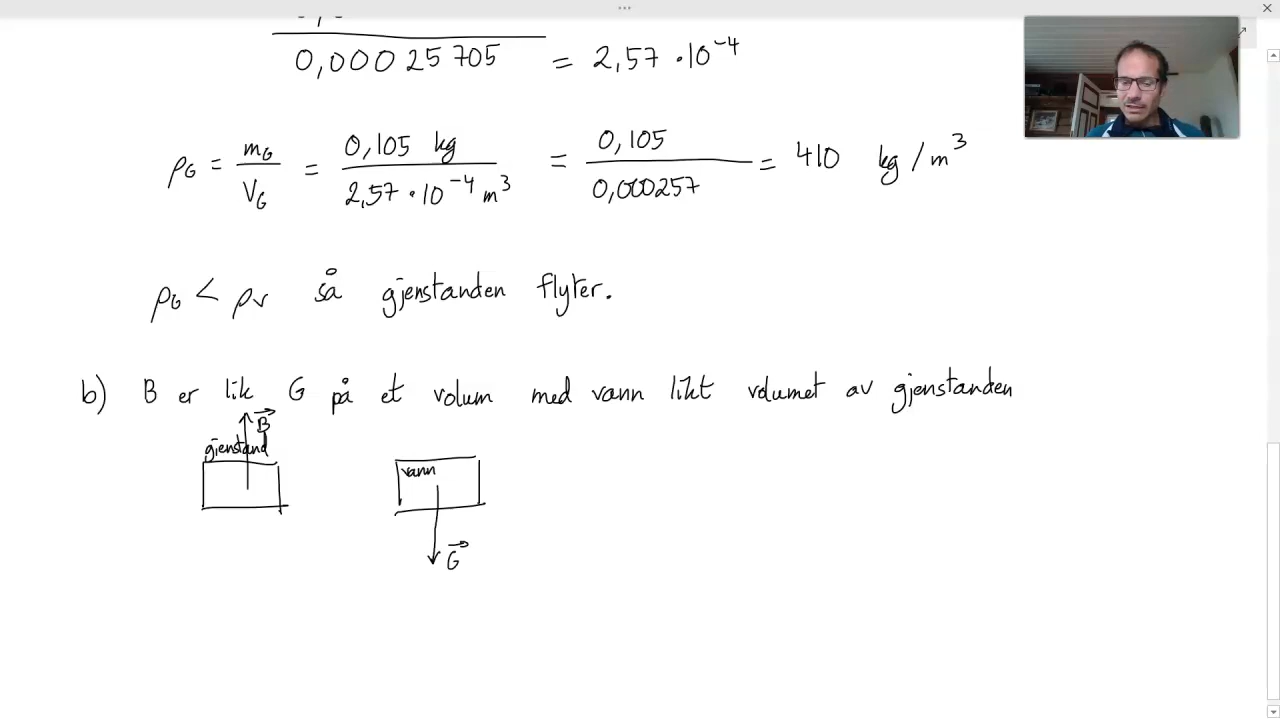 0,00025705 = 2,57 · 10⁻⁴
ρG = mG / VG = 0,105 kg / 2,57 · 10⁻⁴ m³ = 0,105 / 0,000257 = 410 kg/m³
ρG < ρv så gjenstanden flyter.
b) B er lik G på et volum med vann likt volumet av gjenstanden
B
gjenstand
vann
G